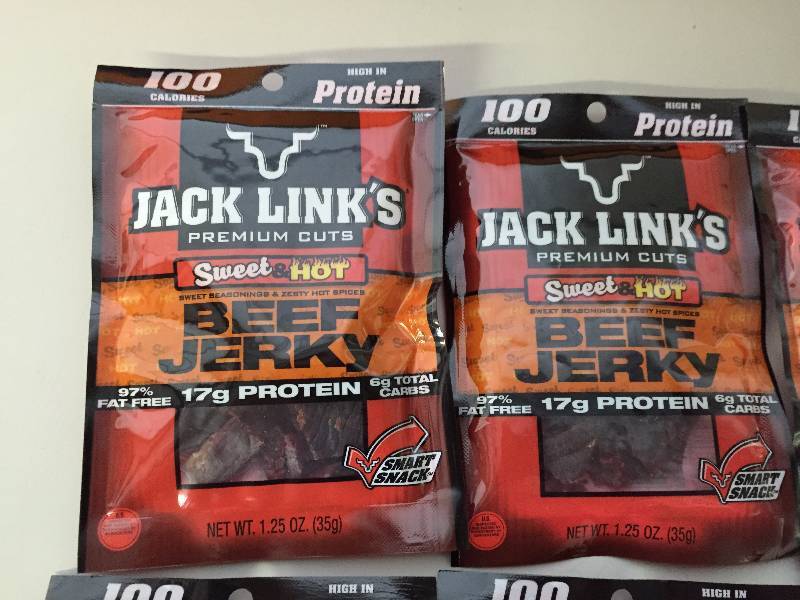 100
CALORIES
HIGH IN
Protein
JACK LINK'S
PREMIUM CUTS
Sweet & HOT
SWEET SEASONINGS & ZESTY HOT SPICES
BEEF
JERKY
97%
FAT FREE
17g PROTEIN
6g TOTAL
CARBS
SMART
SNACK
NET WT. 1.25 OZ. (35g)
100
CALORIES
HIGH IN
Protein
JACK LINK'S
PREMIUM CUTS
Sweet & HOT
SWEET SEASONINGS & ZESTY HOT SPICES
BEEF
JERKY
97%
FAT FREE
17g PROTEIN
6g TOTAL
CARBS
SMART
SNACK
NET WT. 1.25 OZ. (35g)
100
HIGH IN
100
HIGH IN